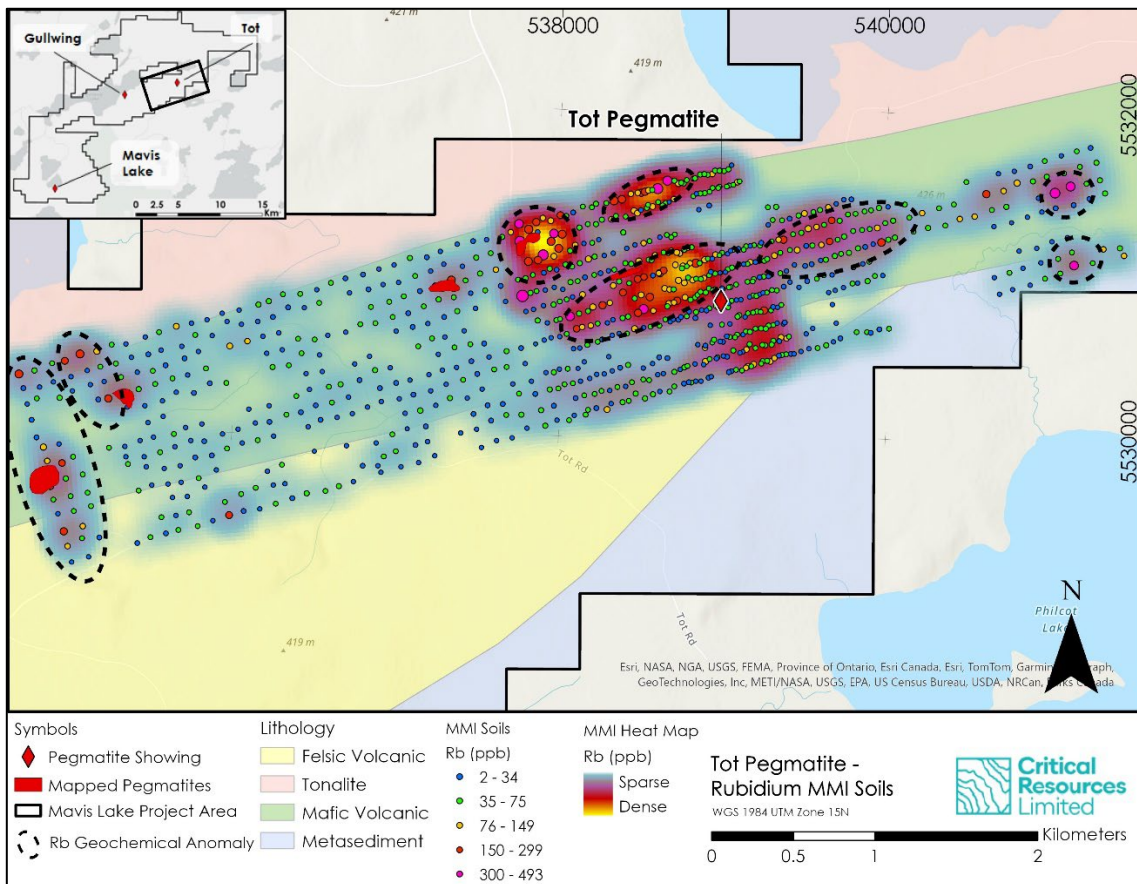 421 m
538000
540000
Gullwing
Tot
419 m
Tot Pegmatite
5532000
Mavis
Lake
0 2.5 5 10 15
Km
426 m
5530000
Tot Rd
419 m
Tot Rd
N
Philcot
Lake
Esri, NASA, NGA, USGS, FEMA, Province of Ontario, Esri Canada, Esri, TomTom, Garmin,
GeoTechnologies, Inc, METI/NASA, USGS, EPA, US Census Bureau, USDA, NRCan, Canada
Symbols
Pegmatite Showing
Mapped Pegmatites
Mavis Lake Project Area
Rb Geochemical Anomaly
Lithology
Felsic Volcanic
Tonalite
Mafic Volcanic
Metasediment
MMI Soils
Rb (ppb)
2 - 34
35 - 75
76 - 149
150 - 299
300 - 493
MMI Heat Map
Rb (ppb)
Sparse
Dense
Tot Pegmatite -
Rubidium MMI Soils
WGS 1984 UTM Zone 15N
Critical
Resources
Limited
Kilometers
0 0.5 1 2